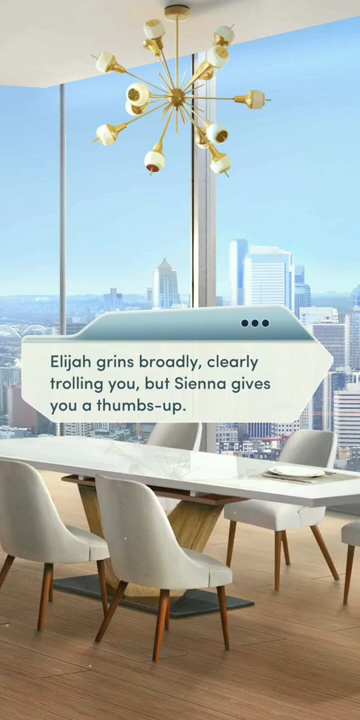 Elijah grins broadly, clearly
trolling you, but Sienna gives
you a thumbs-up.